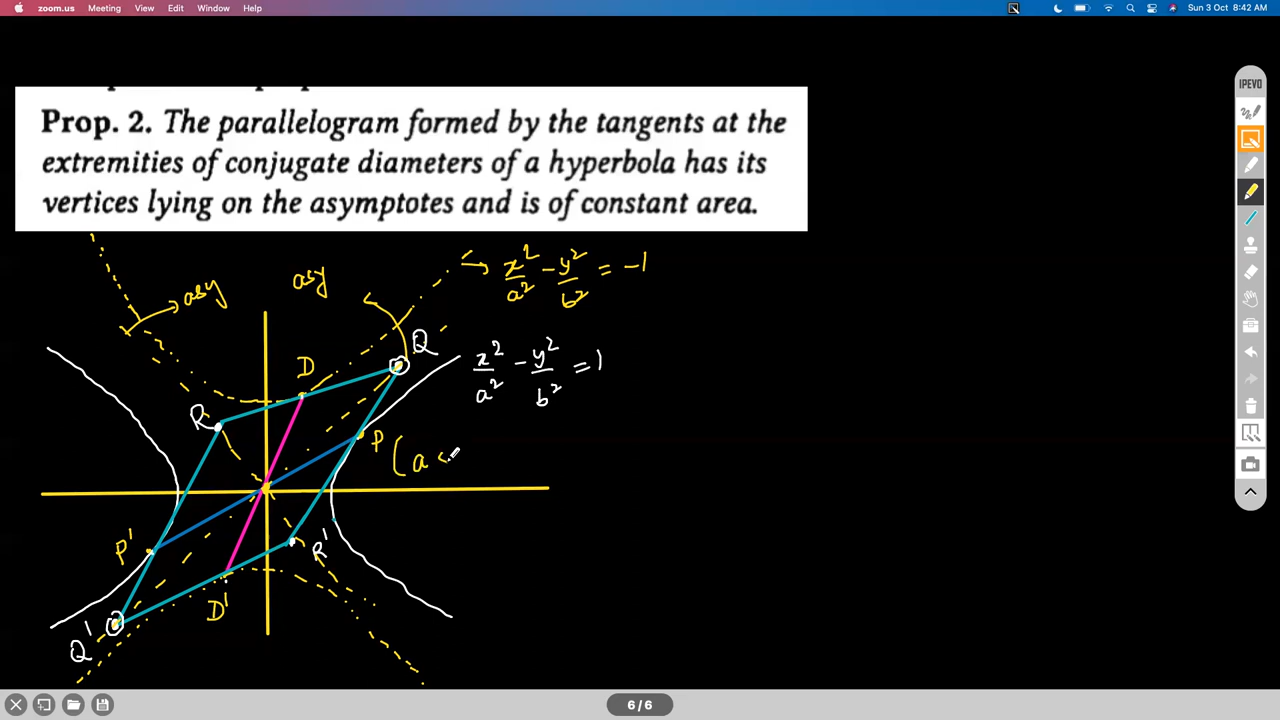 zoom.us Meeting View Edit Window Help Sun 3 Oct 8:42 AM
IPEVO
Prop. 2. The parallelogram formed by the tangents at the
extremities of conjugate diameters of a hyperbola has its
vertices lying on the asymptotes and is of constant area.
x²/a² - y²/b² = -1
asy
asy
Q
x²/a² - y²/b² = 1
D
R
P (a
P'
R'
D'
Q'
6/6